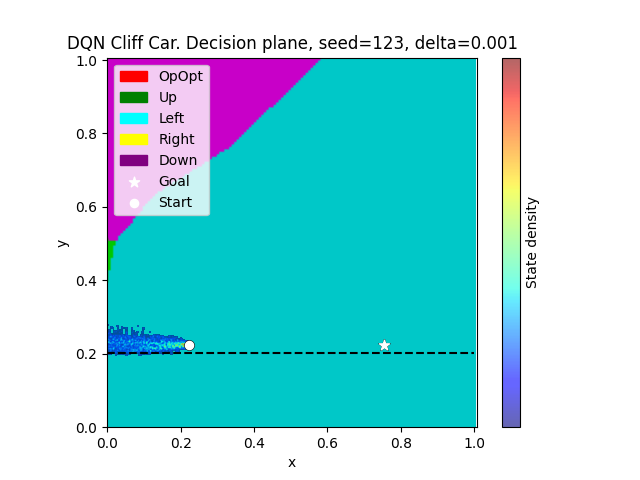 DQN Cliff Car. Decision plane, seed=123, delta=0.001
1.0
0.8
0.6
0.4
0.2
0.0
y
OpOpt
Up
Left
Right
Down
Goal
Start
0.0 0.2 0.4 0.6 0.8 1.0
x
State density